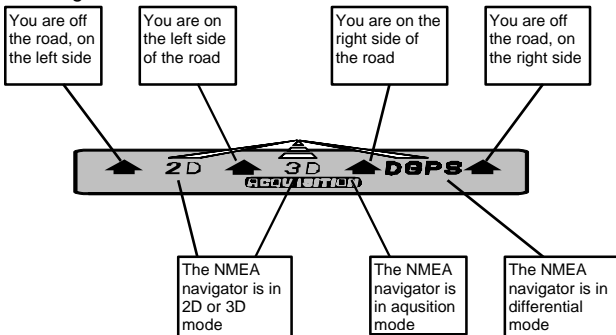 You are off
the road, on
the left side
You are on
the left side
of the road
You are on the
right side of
the road
You are off
the road, on
the right side
2D
3D
DGPS
ACQUISITION
The NMEA
navigator is in
2D or 3D
mode
The NMEA
navigator is
in aqusition
mode
The NMEA
navigator is in
differential
mode